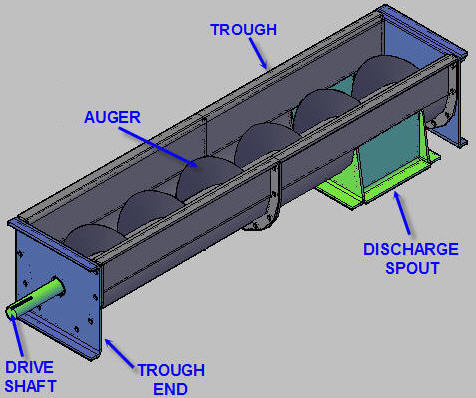 TROUGH
AUGER
DISCHARGE
SPOUT
DRIVE
SHAFT
TROUGH
END